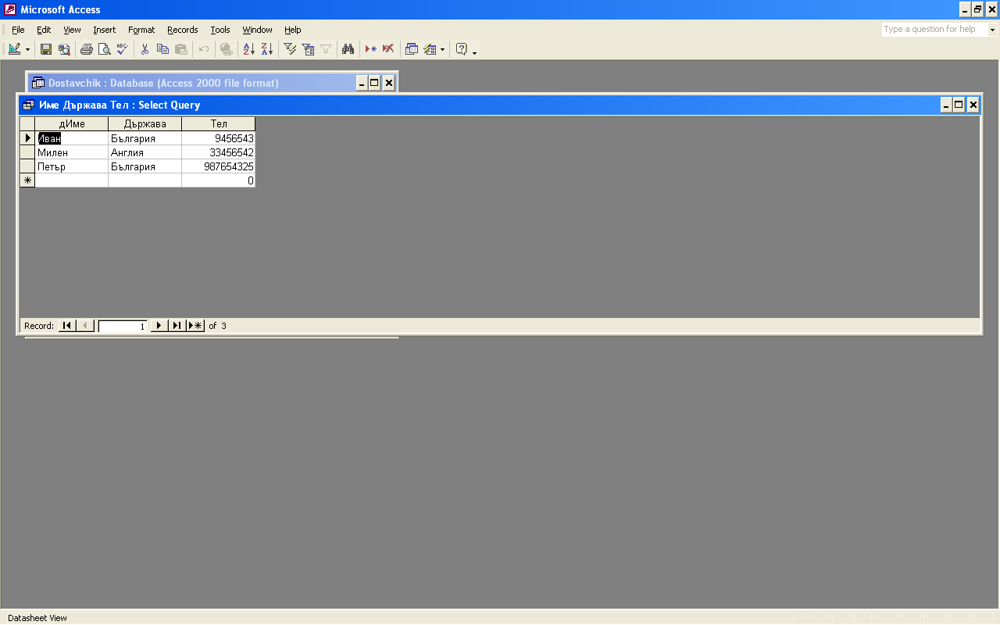 Microsoft Access
File Edit View Insert Format Records Tools Window Help
Type a question for help
Dostavchik : Database (Access 2000 file format)
Име Държава Тел : Select Query
дИме Държава Тел
Иван България 9456543
Милен Англия 33456542
Петър България 987654325
0
Record: 1 of 3
Datasheet View